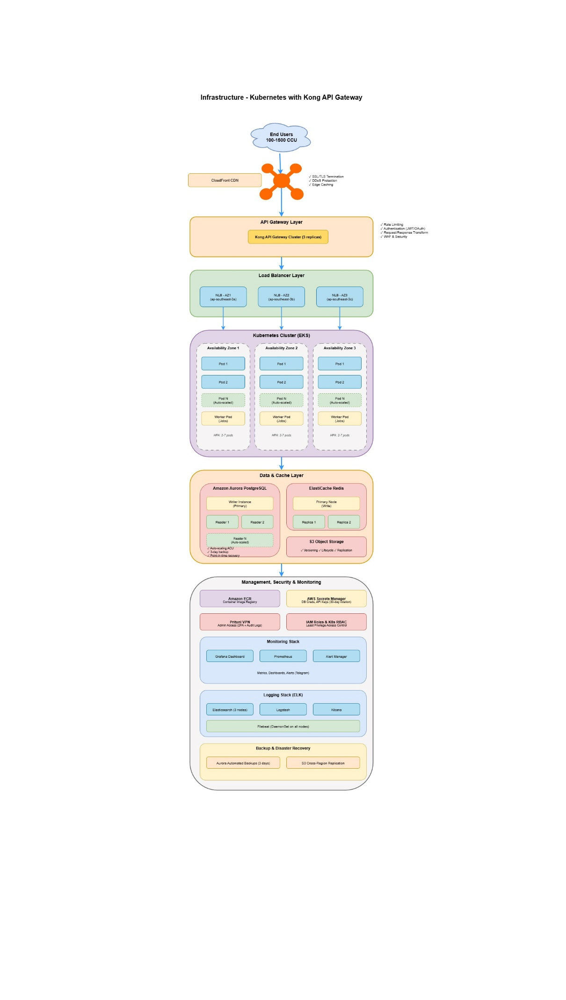 Infrastructure - Kubernetes with Kong API Gateway
End Users
100-1500 CCU
CloudFront CDN
✓ SSL/TLS Termination
✓ DDoS Protection
✓ Edge Caching
API Gateway Layer
Kong API Gateway Cluster (3 replicas)
✓ Rate Limiting
✓ Authentication (JWT/OAuth)
✓ Request/Response Transform
✓ WAF & Security
Load Balancer Layer
NLB - AZ1
(ap-southeast-3a)
NLB - AZ2
(ap-southeast-3b)
NLB - AZ3
(ap-southeast-3c)
Kubernetes Cluster (EKS)
Availability Zone 1
Pod 1
Pod 2
Pod N
(Auto-scaled)
Worker Pod
(Jobs)
HPA: 2-7 pods
Availability Zone 2
Pod 1
Pod 2
Pod N
(Auto-scaled)
Worker Pod
(Jobs)
HPA: 2-7 pods
Availability Zone 3
Pod 1
Pod 2
Pod N
(Auto-scaled)
Worker Pod
(Jobs)
HPA: 2-7 pods
Data & Cache Layer
Amazon Aurora PostgreSQL
Writer Instance
(Primary)
Reader 1
Reader 2
Reader N
(Auto-scaled)
✓ Auto-scaling ACU
✓ 3-day backup
✓ Point-in-time recovery
ElastiCache Redis
Primary Node
(Write)
Replica 1
Replica 2
S3 Object Storage
✓ Versioning ✓ Lifecycle ✓ Replication
Management, Security & Monitoring
Amazon ECR
Container Image Registry
AWS Secrets Manager
DB Creds, API Keys (30-day rotation)
Pritunl VPN
Admin Access (2FA + Audit Logs)
IAM Roles & K8s RBAC
Least Privilege Access Control
Monitoring Stack
Grafana Dashboard
Prometheus
Alert Manager
Metrics, Dashboards, Alerts (Telegram)
Logging Stack (ELK)
Elasticsearch (3 nodes)
Logstash
Kibana
Filebeat (DaemonSet on all nodes)
Backup & Disaster Recovery
Aurora Automated Backups (3 days)
S3 Cross-Region Replication